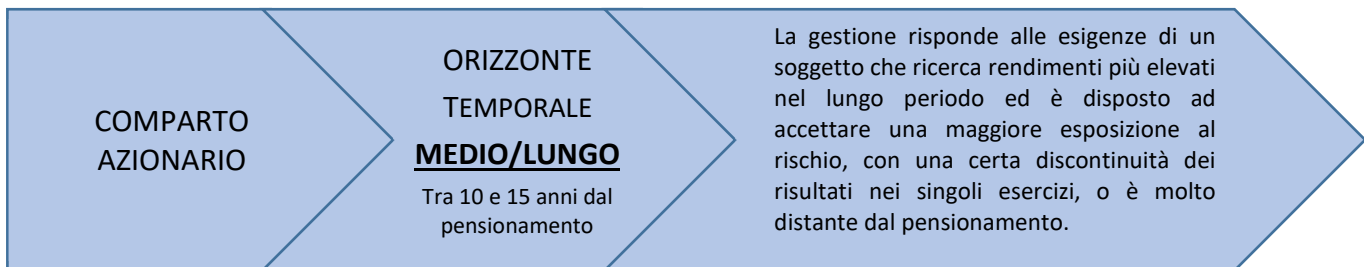 COMPARTO
AZIONARIO
ORIZZONTE
TEMPORALE
MEDIO/LUNGO
Tra 10 e 15 anni dal
pensionamento
La gestione risponde alle esigenze di un
soggetto che ricerca rendimenti più elevati
nel lungo periodo ed è disposto ad
accettare una maggiore esposizione al
rischio, con una certa discontinuità dei
risultati nei singoli esercizi, o è molto
distante dal pensionamento.